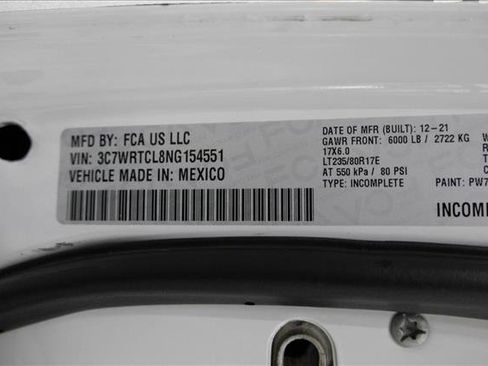 MFD BY: FCA US LLC
VIN: 3C7WRTCL8NG154551
VEHICLE MADE IN: MEXICO
DATE OF MFR (BUILT): 12-21
GAWR FRONT: 6000 LB / 2722 KG
17X6.0
LT235/80R17E
AT 550 kPa / 80 PSI
TYPE: INCOMPLETE
PAINT: PW7
INCOM